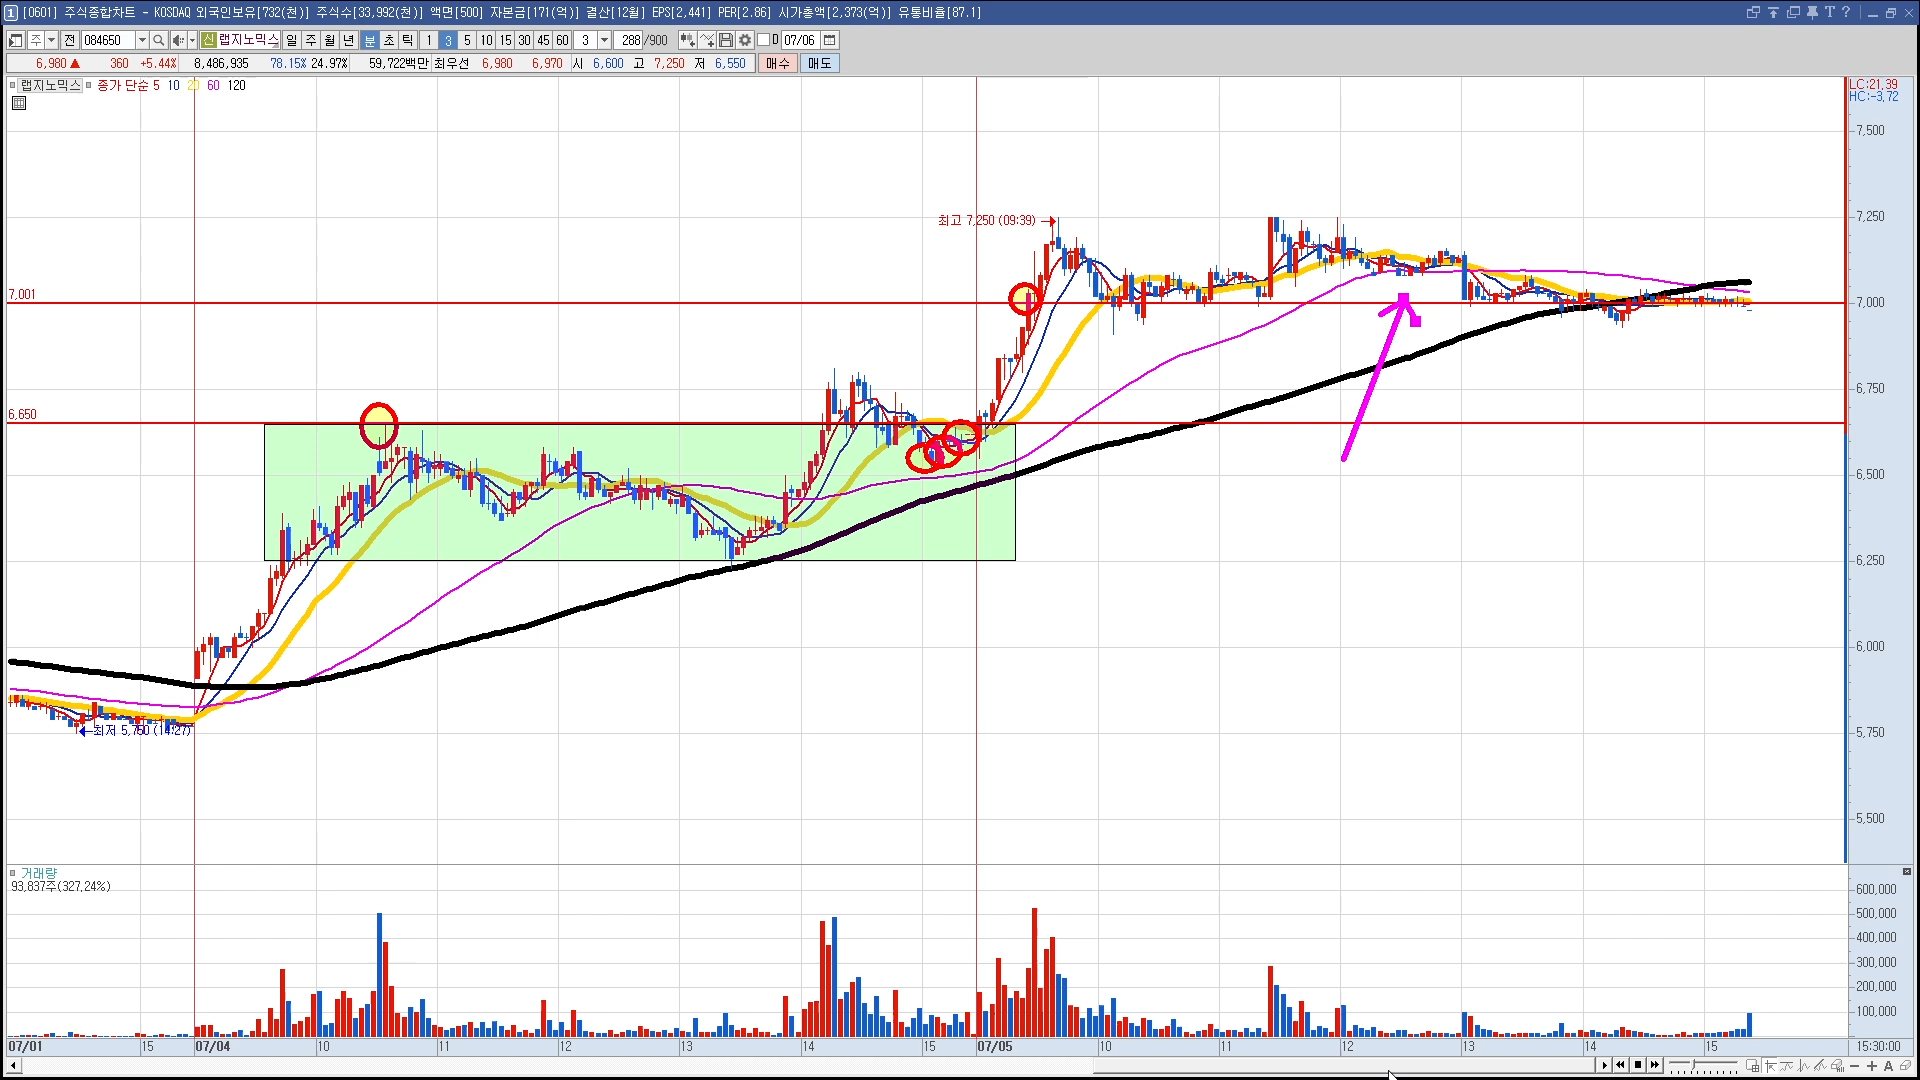 1 [0601] 주식종합차트 - KOSDAQ 외국인보유[732(천)] 주식수[33,992(천)] 액면[500] 자본금[171(억)] 결산[12월] EPS[2,441] PER[2.86] 시가총액[2,373(억)] 유통비율[87.1] T ?
주 전 084650 신 랩지노믹스 일 주 월 년 분 초 틱 1 3 5 10 15 30 45 60 3 288 /900 D 07/06
6,980 ▲ 360 +5.44% 8,486,935 78.15% 24.97% 59,722백만 최우선 6,980 6,970 시 6,600 고 7,250 저 6,550 매수 매도
랩지노믹스 종가 단순 5 10 20 60 120
LC:21.39
HC:-3.72
7,500
최고 7,250 (09:39)
7,250
7,001
7,000
6,750
6,650
6,500
6,250
6,000
최저 5,750 (14:27)
5,750
5,500
거래량
93,837주(327.24%)
600,000
500,000
400,000
300,000
200,000
100,000
07/01 15 07/04 10 11 12 13 14 15 07/05 10 11 12 13 14 15 15:30:00
A